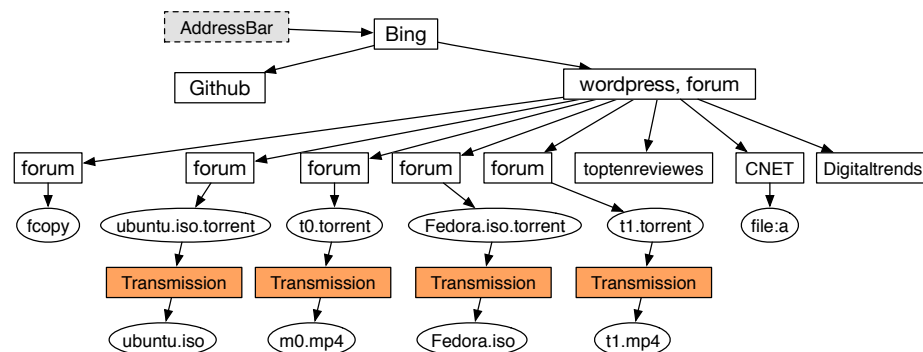 AddressBar
Bing
Github
wordpress, forum
forum
forum
forum
forum
forum
toptenreviewes
CNET
Digitaltrends
fcopy
ubuntu.iso.torrent
t0.torrent
Fedora.iso.torrent
t1.torrent
file:a
Transmission
Transmission
Transmission
Transmission
ubuntu.iso
m0.mp4
Fedora.iso
t1.mp4